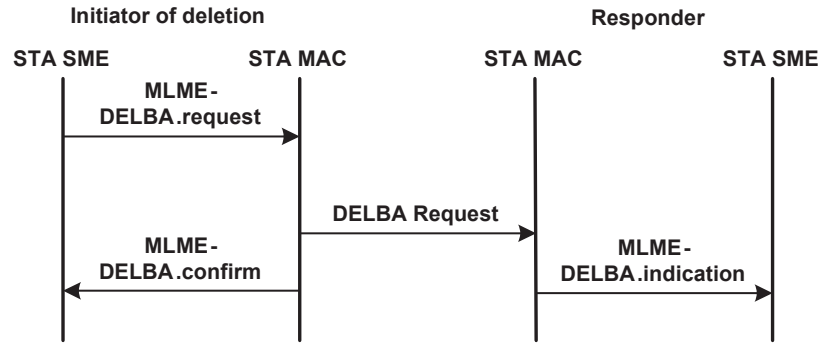 Initiator of deletion
Responder
STA SME
STA MAC
STA MAC
STA SME
MLME-
DELBA.request
DELBA Request
MLME-
DELBA.confirm
MLME-
DELBA.indication